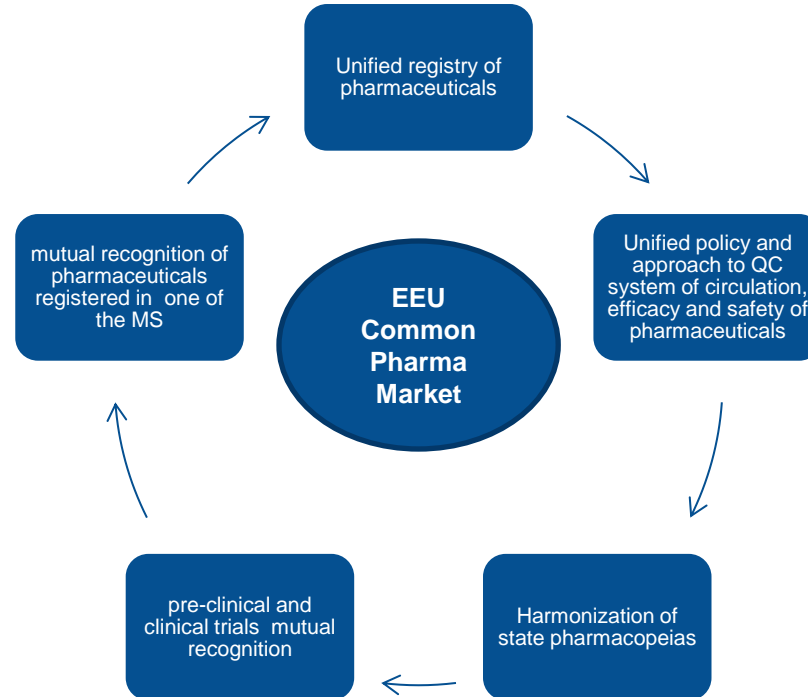 Unified registry of
pharmaceuticals
mutual recognition of
pharmaceuticals
registered in one of
the MS
Unified policy and
approach to QC
system of circulation,
efficacy and safety of
pharmaceuticals
EEU
Common
Pharma
Market
pre-clinical and
clinical trials mutual
recognition
Harmonization of
state pharmacopeias